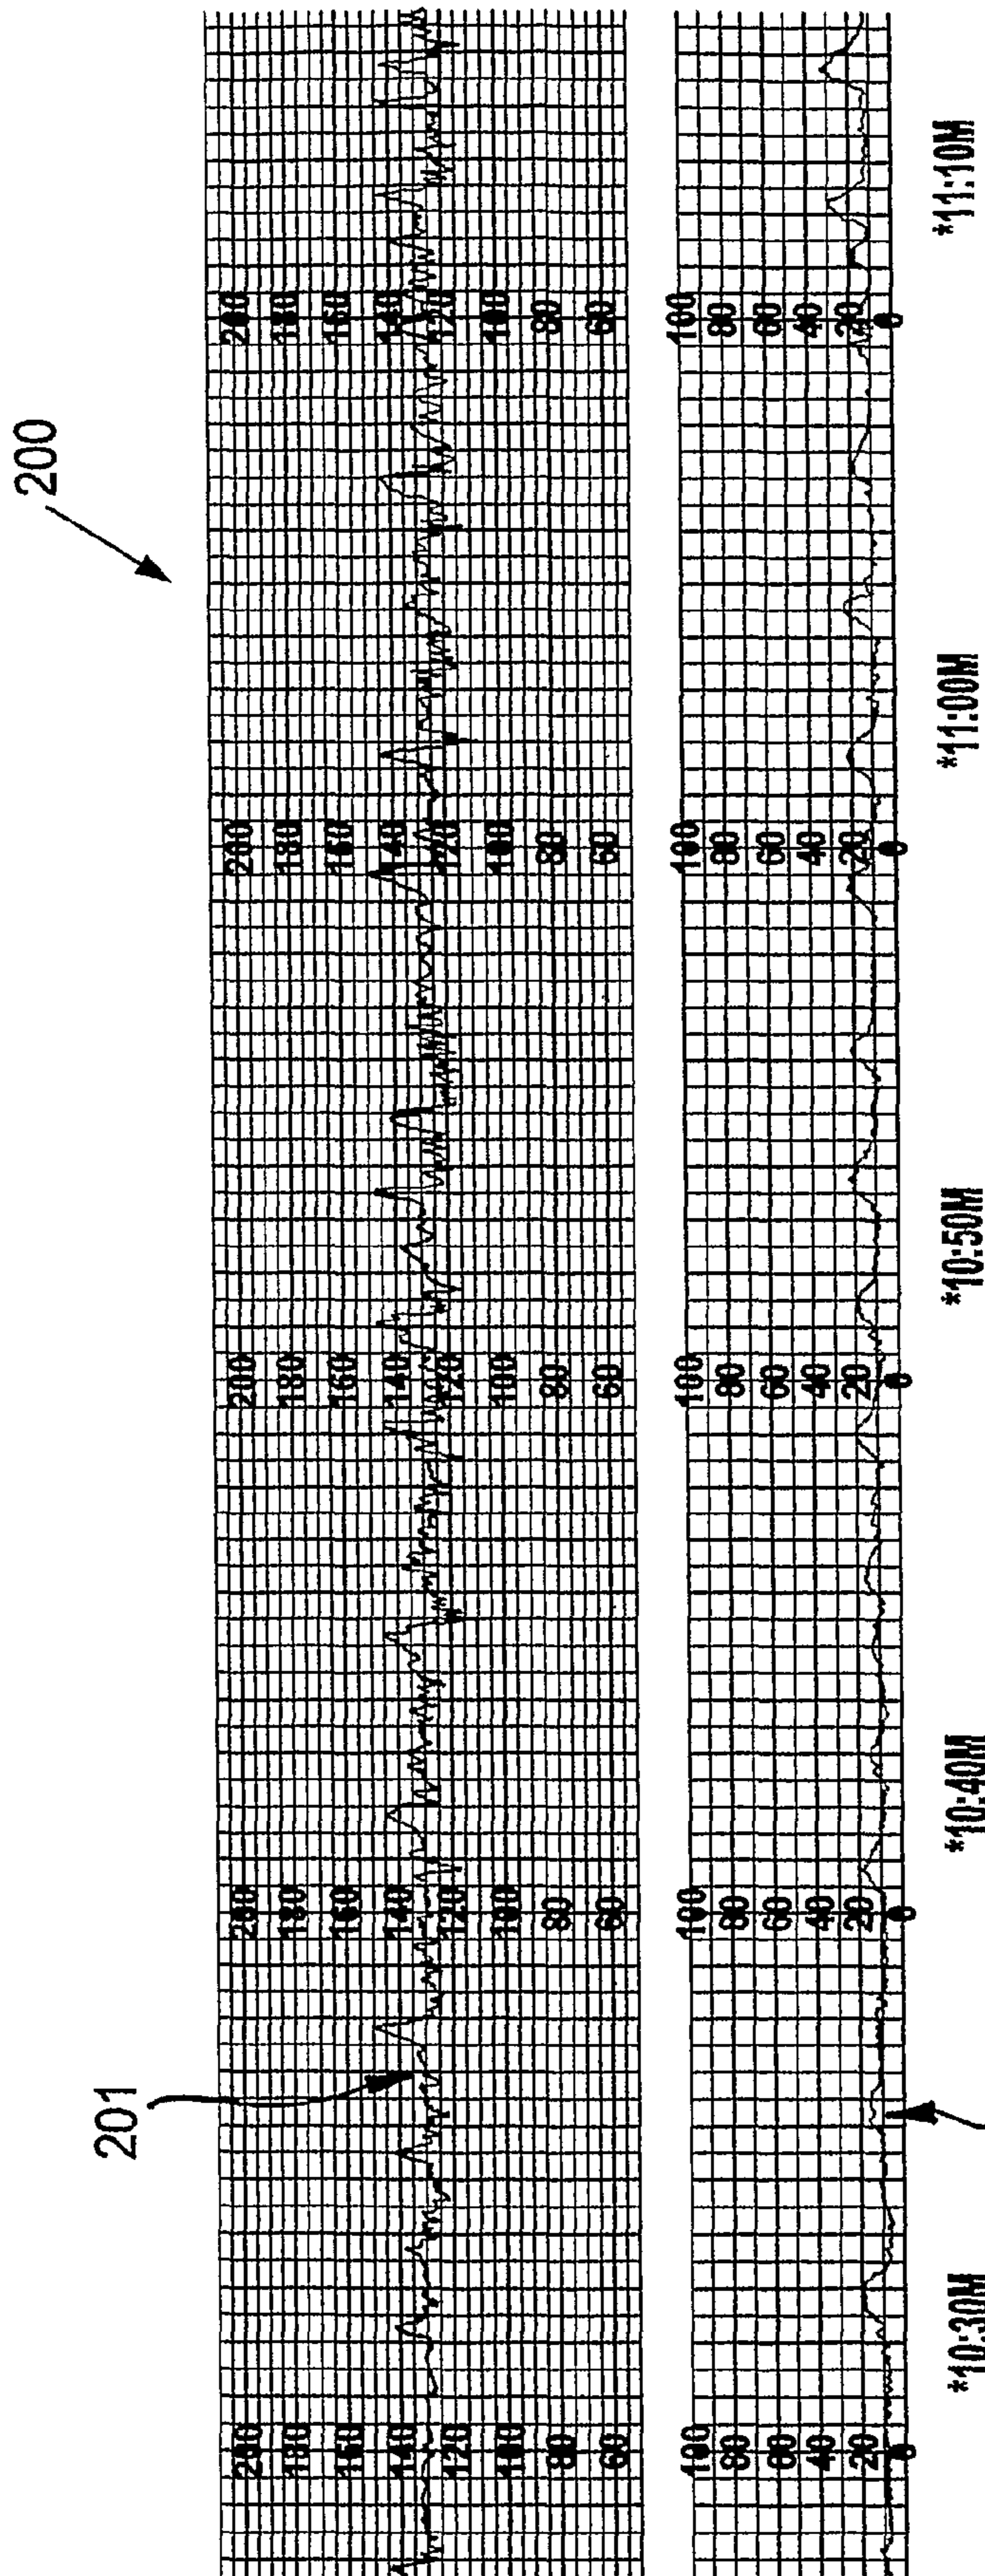 200
201
200 200 200 200 200
180 180 180 180 180
160 160 160 160 160
140 140 140 140 140
120 120 120 120 120
100 100 100 100 100
80 80 80 80 80
60 60 60 60 60
100 100 100 100 100
80 80 80 80 80
60 60 60 60 60
40 40 40 40 40
20 20 20 20 20
0 0 0 0 0
*10:30M *10:40M *10:50M *11:00M *11:10M